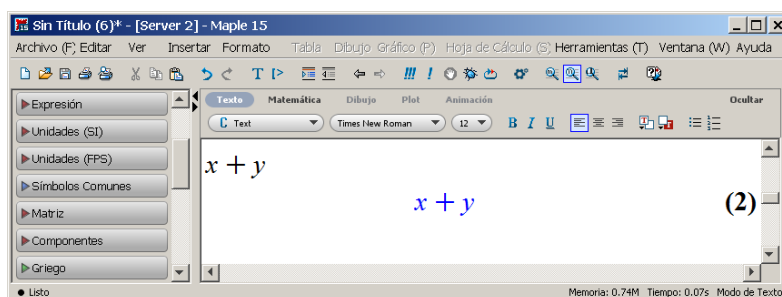 Sin Título (6)* - [Server 2] - Maple 15
Archivo (F) Editar Ver Insertar Formato Tabla Dibujo Gráfico (P) Hoja de Cálculo (S) Herramientas (T) Ventana (W) Ayuda
Texto Matemática Dibujo Plot Animación Ocultar
C Text Times New Roman 12 B I U
Expresión
Unidades (SI)
Unidades (FPS)
Símbolos Comunes
Matriz
Componentes
Griego
x + y
x + y (2)
Listo Memoria: 0.74M Tiempo: 0.07s Modo de Texto